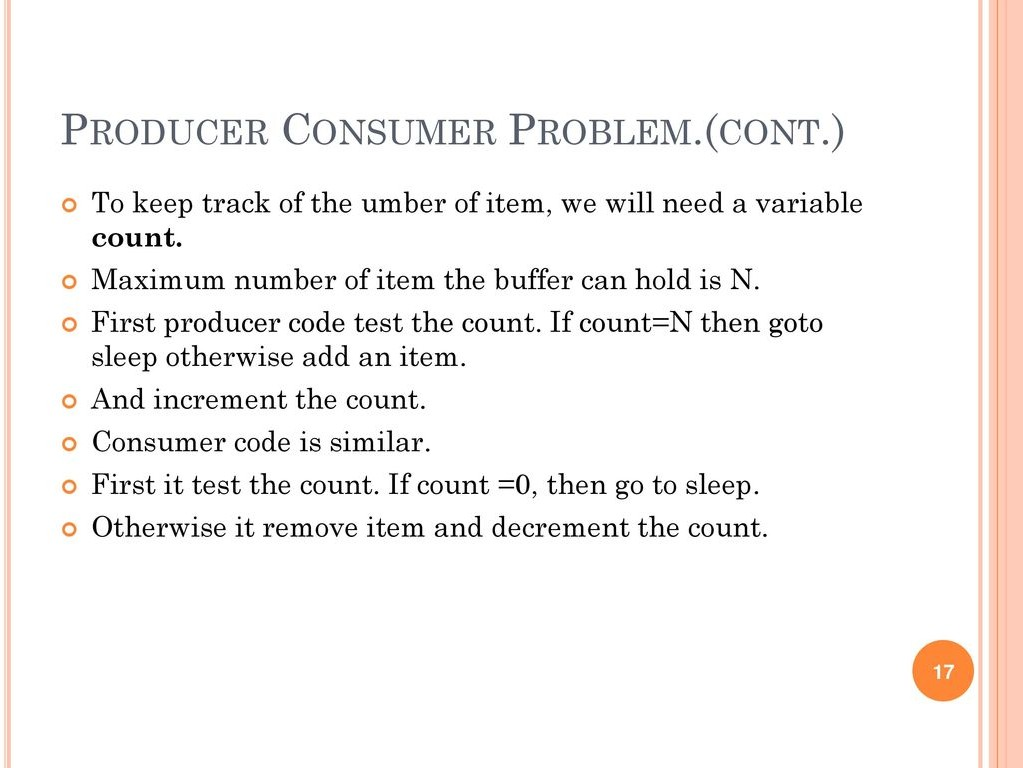 PRODUCER CONSUMER PROBLEM.(CONT.)
To keep track of the umber of item, we will need a variable
count.
Maximum number of item the buffer can hold is N.
First producer code test the count. If count=N then goto
sleep otherwise add an item.
And increment the count.
Consumer code is similar.
First it test the count. If count =0, then go to sleep.
Otherwise it remove item and decrement the count.
17